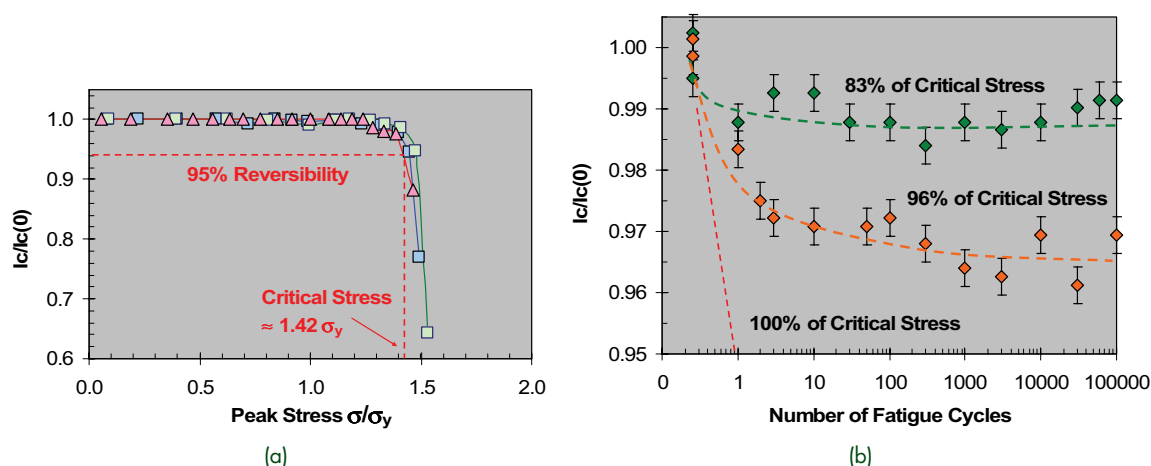 Ic/Ic(0)
1.0
0.9
0.8
0.7
0.6
95% Reversibility
Critical Stress
≈ 1.42 σy
0.0 0.5 1.0 1.5 2.0
Peak Stress σ/σy
(a)
Ic/Ic(0)
1.00
0.99
0.98
0.97
0.96
0.95
83% of Critical Stress
96% of Critical Stress
100% of Critical Stress
0 1 10 100 1000 10000 100000
Number of Fatigue Cycles
(b)